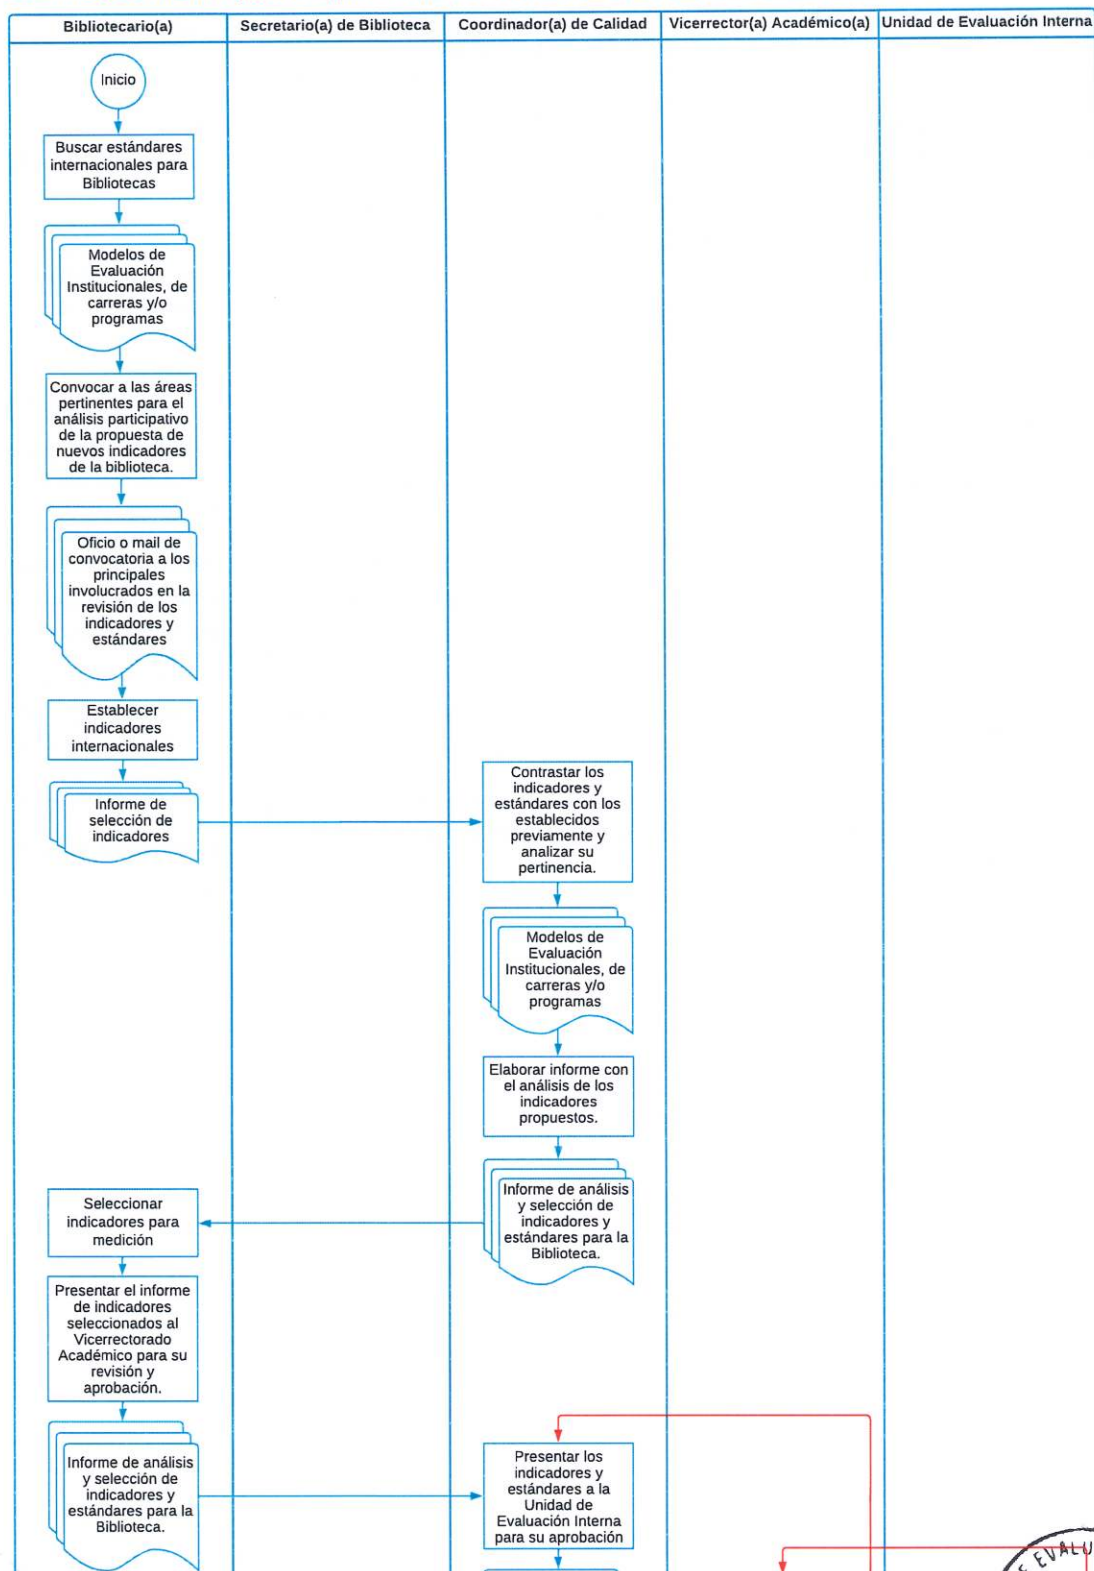 Bibliotecario(a)
Secretario(a) de Biblioteca
Coordinador(a) de Calidad
Vicerrector(a) Académico(a)
Unidad de Evaluación Interna
Inicio
Buscar estándares
internacionales para
Bibliotecas
Modelos de
Evaluación
Institucionales, de
carreras y/o
programas
Convocar a las áreas
pertinentes para el
análisis participativo
de la propuesta de
nuevos indicadores
de la biblioteca.
Oficio o mail de
convocatoria a los
principales
involucrados en la
revisión de los
indicadores y
estándares
Establecer
indicadores
internacionales
Informe de
selección de
indicadores
Contrastar los
indicadores y
estándares con los
establecidos
previamente y
analizar su
pertinencia.
Modelos de
Evaluación
Institucionales, de
carreras y/o
programas
Elaborar informe con
el análisis de los
indicadores
propuestos.
Informe de análisis
y selección de
indicadores y
estándares para la
Biblioteca.
Seleccionar
indicadores para
medición
Presentar el informe
de indicadores
seleccionados al
Vicerrectorado
Académico para su
revisión y
aprobación.
Informe de análisis
y selección de
indicadores y
estándares para la
Biblioteca.
Presentar los
indicadores y
estándares a la
Unidad de
Evaluación Interna
para su aprobación